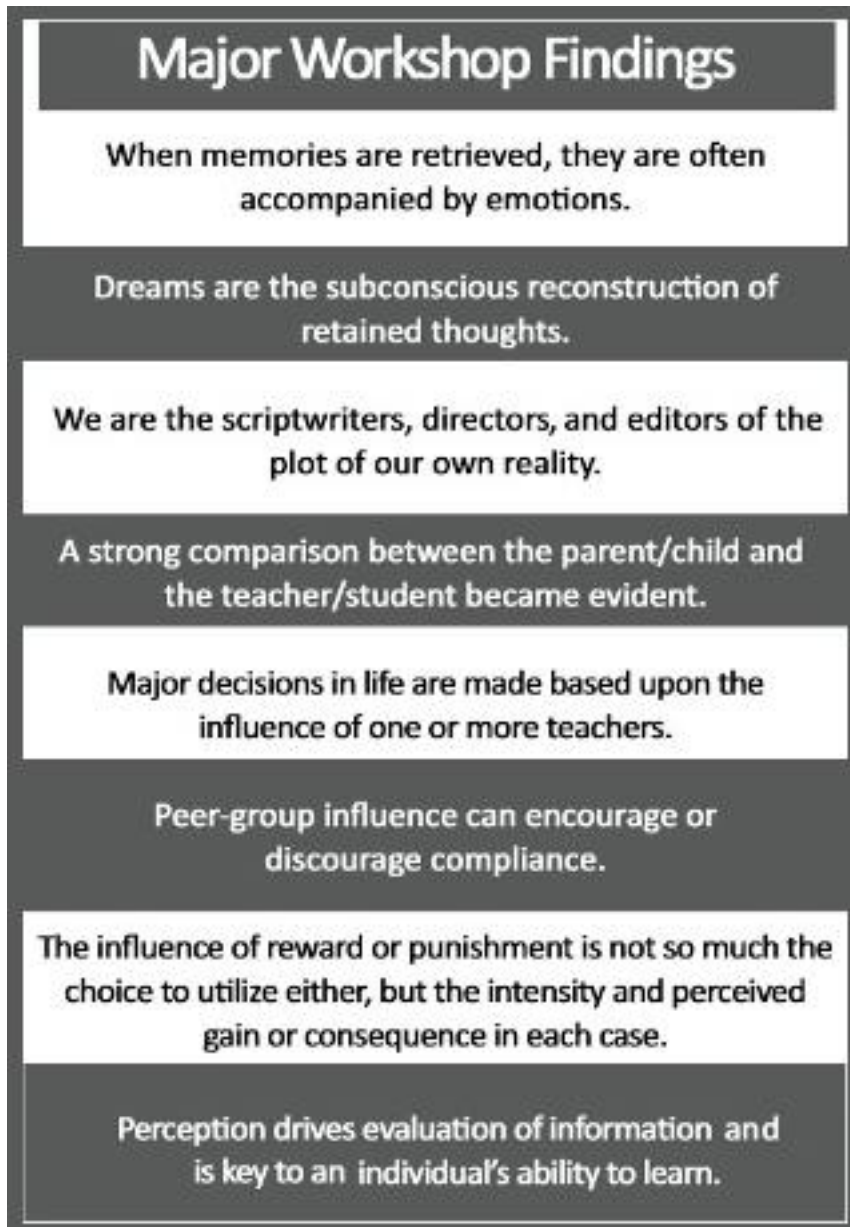 Major Workshop Findings
When memories are retrieved, they are often
accompanied by emotions.
Dreams are the subconscious reconstruction of
retained thoughts.
We are the scriptwriters, directors, and editors of the
plot of our own reality.
A strong comparison between the parent/child and
the teacher/student became evident.
Major decisions in life are made based upon the
influence of one or more teachers.
Peer-group influence can encourage or
discourage compliance.
The influence of reward or punishment is not so much the
choice to utilize either, but the intensity and perceived
gain or consequence in each case.
Perception drives evaluation of information and
is key to an individual's ability to learn.